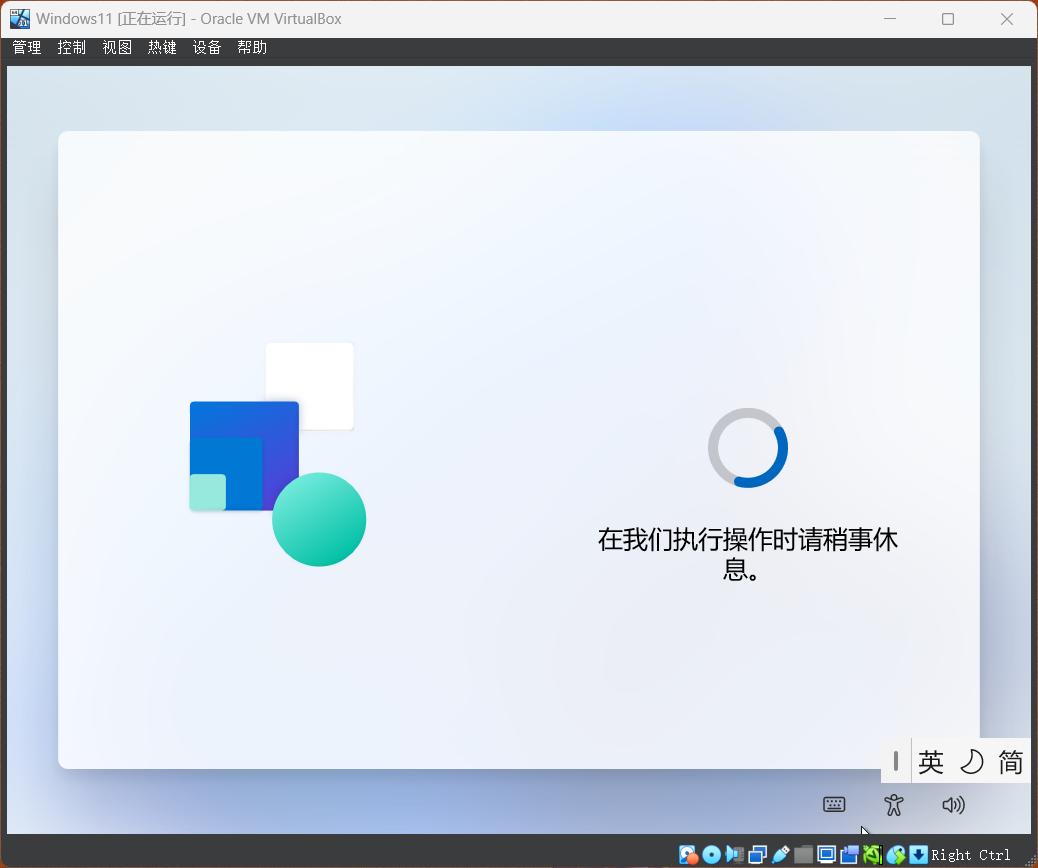 Windows11 [正在运行] - Oracle VM VirtualBox
管理 控制 视图 热键 设备 帮助
在我们执行操作时请稍事休
息。
英 简
Right Ctrl